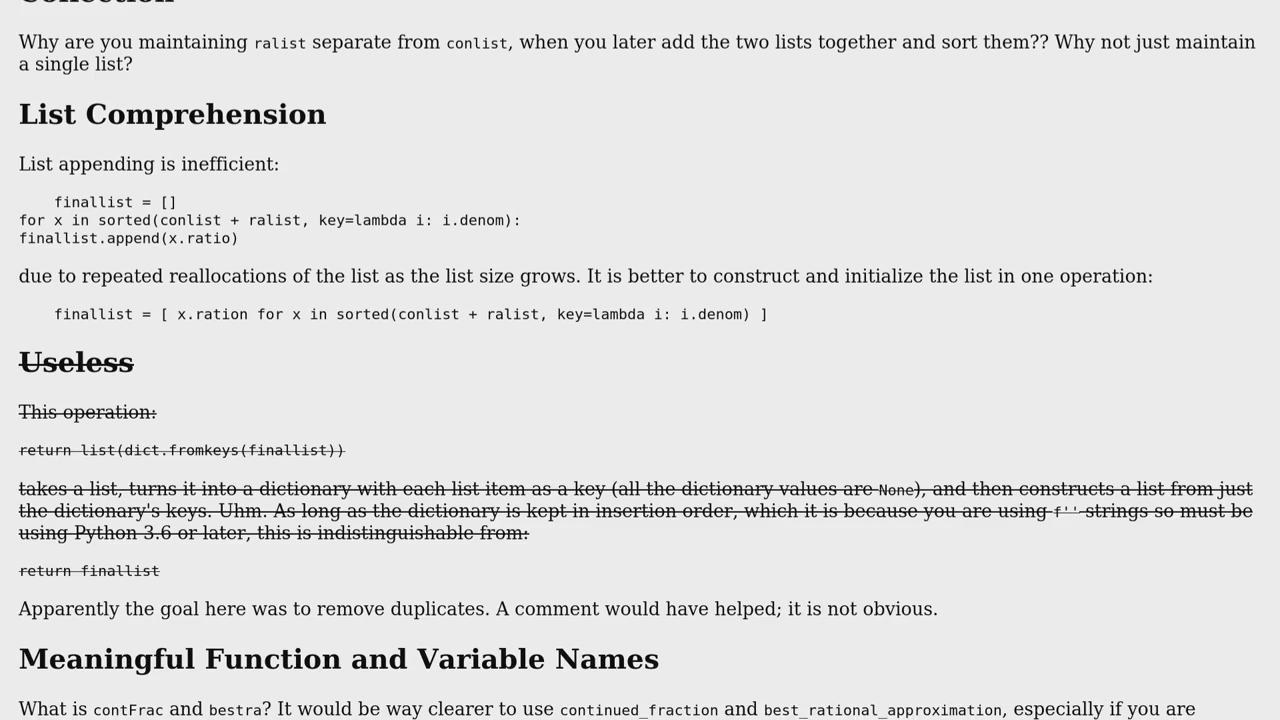 Collection
Why are you maintaining ralist separate from conlist, when you later add the two lists together and sort them?? Why not just maintain
a single list?
List Comprehension
List appending is inefficient:
finallist = []
for x in sorted(conlist + ralist, key=lambda i: i.denom):
finallist.append(x.ratio)
due to repeated reallocations of the list as the list size grows. It is better to construct and initialize the list in one operation:
finallist = [ x.ration for x in sorted(conlist + ralist, key=lambda i: i.denom) ]
Useless
This operation:
return list(dict.fromkeys(finallist))
takes a list, turns it into a dictionary with each list item as a key (all the dictionary values are None), and then constructs a list from just
the dictionary's keys. Uhm. As long as the dictionary is kept in insertion order, which it is because you are using f'' strings so must be
using Python 3.6 or later, this is indistinguishable from:
return finallist
Apparently the goal here was to remove duplicates. A comment would have helped; it is not obvious.
Meaningful Function and Variable Names
What is contFrac and bestra? It would be way clearer to use continued_fraction and best_rational_approximation, especially if you are